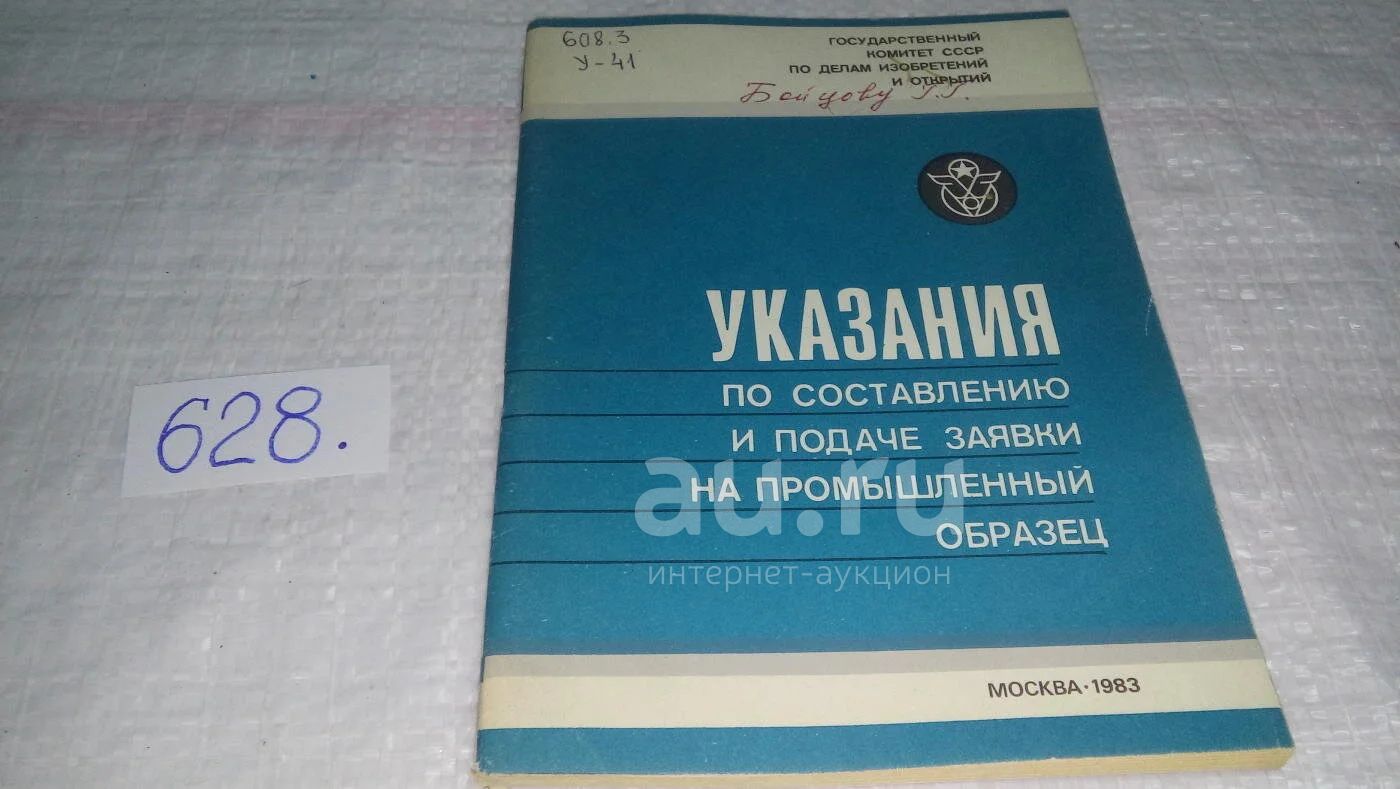 608.3
У-41
ГОСУДАРСТВЕННЫЙ
КОМИТЕТ СССР
ПО ДЕЛАМ ИЗОБРЕТЕНИЙ
И ОТКРЫТИЙ
Бойцову Г.Г.
УКАЗАНИЯ
ПО СОСТАВЛЕНИЮ
И ПОДАЧЕ ЗАЯВКИ
НА ПРОМЫШЛЕННЫЙ
ОБРАЗЕЦ
МОСКВА·1983
628.
au.ru
интернет-аукцион